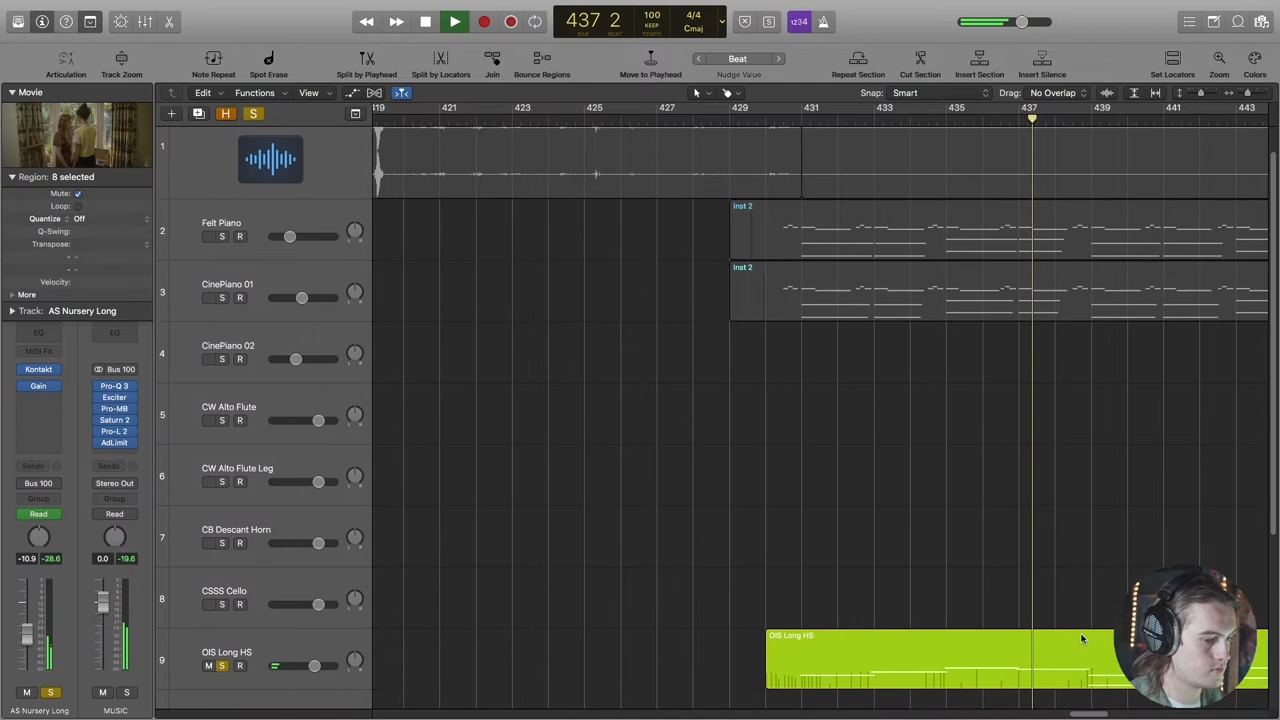 437 2
BAR BEAT
100
KEEP
TEMPO
4/4
Cmaj
1234
Articulation
Track Zoom
Note Repeat
Spot Erase
Split by Playhead
Split by Locators
Join
Bounce Regions
Move to Playhead
Beat
Nudge Value
Repeat Section
Cut Section
Insert Section
Insert Silence
Set Locators
Zoom
Colors
Movie
Edit
Functions
View
Snap: Smart
Drag: No Overlap
H
S
419 421 423 425 427 429 431 433 435 437 439 441 443
Region: 8 selected
Mute:
Loop:
Quantize Off
Q-Swing:
Transpose:
- -
- -
Velocity:
More
Track: AS Nursery Long
EQ
EQ
MIDI FX
Kontakt
Bus 100
Gain
Pro-Q 3
Exciter
Pro-MB
Saturn 2
Pro-L 2
AdLimit
Sends
Sends
Bus 100
Stereo Out
Group
Group
Read
Read
-10.9 -28.6
0.0 -19.6
M S
M S
AS Nursery Long
MUSIC
1
2
Felt Piano
S R
Inst 2
3
CinePiano 01
S R
Inst 2
4
CinePiano 02
S R
5
CW Alto Flute
S R
6
CW Alto Flute Leg
S R
7
CB Descant Horn
S R
8
CSSS Cello
S R
9
OIS Long HS
M S R
OIS Long HS